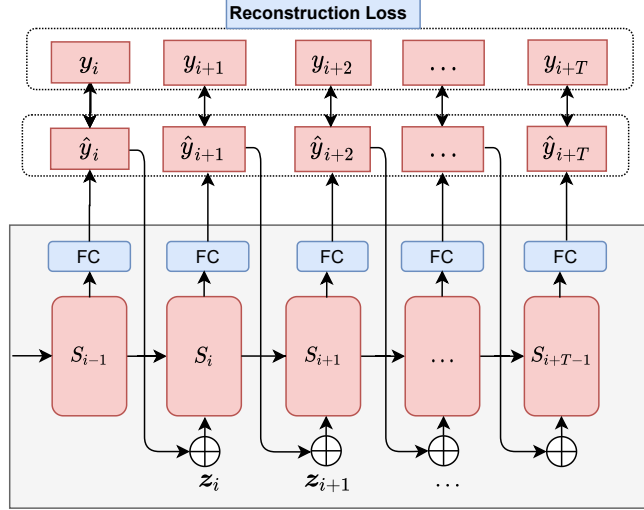 Reconstruction Loss
y_i y_{i+1} y_{i+2} ... y_{i+T}
ŷ_i ŷ_{i+1} ŷ_{i+2} ... ŷ_{i+T}
FC FC FC FC FC
S_{i-1} S_i S_{i+1} ... S_{i+T-1}
z_i z_{i+1} ...